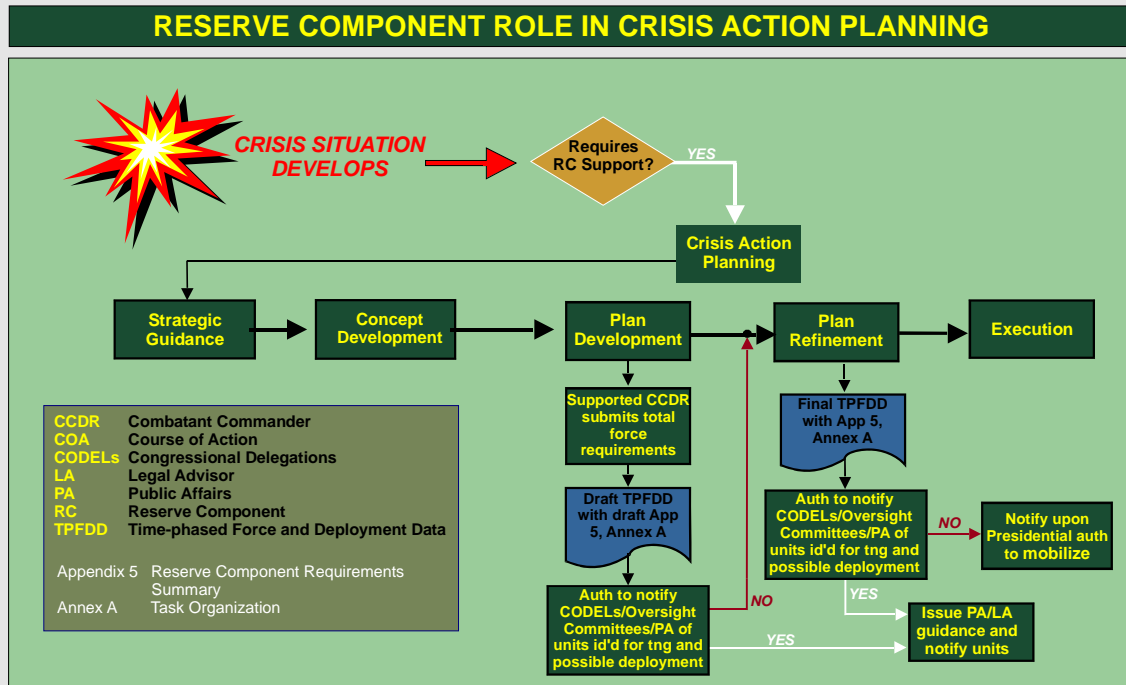 RESERVE COMPONENT ROLE IN CRISIS ACTION PLANNING
CRISIS SITUATION
DEVELOPS
Requires
RC Support?
YES
Crisis Action
Planning
Strategic
Guidance
Concept
Development
Plan
Development
Plan
Refinement
Execution
Supported CCDR
submits total
force
requirements
Draft TPFDD
with draft App
5, Annex A
Auth to notify
CODELs/Oversight
Committees/PA of
units id'd for tng and
possible deployment
NO
YES
Final TPFDD
with App 5,
Annex A
Auth to notify
CODELs/Oversight
Committees/PA of
units id'd for tng and
possible deployment
NO
YES
Notify upon
Presidential auth
to mobilize
Issue PA/LA
guidance and
notify units
CCDR Combatant Commander
COA Course of Action
CODELs Congressional Delegations
LA Legal Advisor
PA Public Affairs
RC Reserve Component
TPFDD Time-phased Force and Deployment Data
Appendix 5 Reserve Component Requirements
Summary
Annex A Task Organization